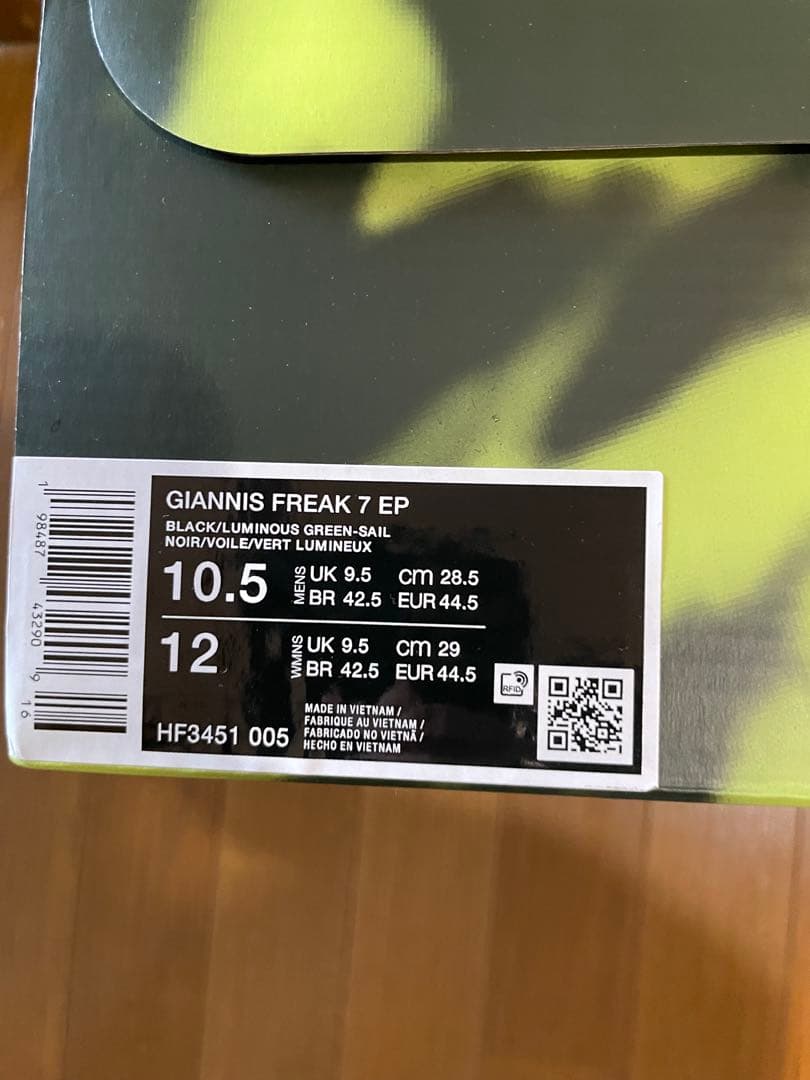 GIANNIS FREAK 7 EP
BLACK/LUMINOUS GREEN-SAIL
NOIR/VOILE/VERT LUMINEUX
10.5 MENS UK 9.5 cm 28.5
BR 42.5 EUR 44.5
12 WMNS UK 9.5 cm 29
BR 42.5 EUR 44.5
RFID
HF3451 005
MADE IN VIETNAM /
FABRIQUE AU VIETNAM /
FABRICADO NO VIETNÃ /
HECHO EN VIETNAM
1 98487 43290 9 16